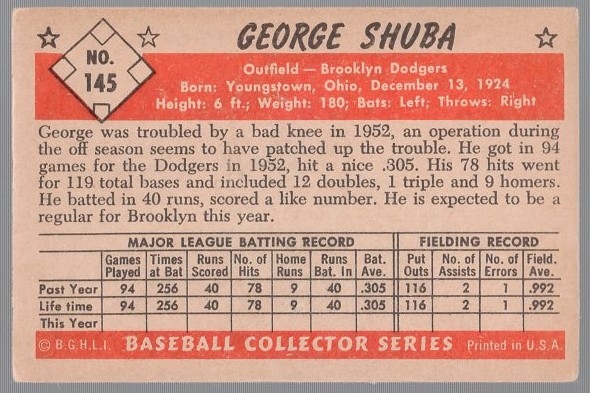 NO. 145
GEORGE SHUBA
Outfield — Brooklyn Dodgers
Born: Youngstown, Ohio, December 13, 1924
Height: 6 ft.; Weight: 180; Bats: Left; Throws: Right
George was troubled by a bad knee in 1952, an operation during
the off season seems to have patched up the trouble. He got in 94
games for the Dodgers in 1952, hit a nice .305. His 78 hits went
for 119 total bases and included 12 doubles, 1 triple and 9 homers.
He batted in 40 runs, scored a like number. He is expected to be a
regular for Brooklyn this year.
MAJOR LEAGUE BATTING RECORD FIELDING RECORD
Games Times Runs No. of Home Runs Bat. Put No. of No. of Field.
Played at Bat Scored Hits Runs Bat. In Ave. Outs Assists Errors Ave.
Past Year 94 256 40 78 9 40 .305 116 2 1 .992
Life time 94 256 40 78 9 40 .305 116 2 1 .992
This Year
© B.G.H.L.I. BASEBALL COLLECTOR SERIES Printed in U.S.A.